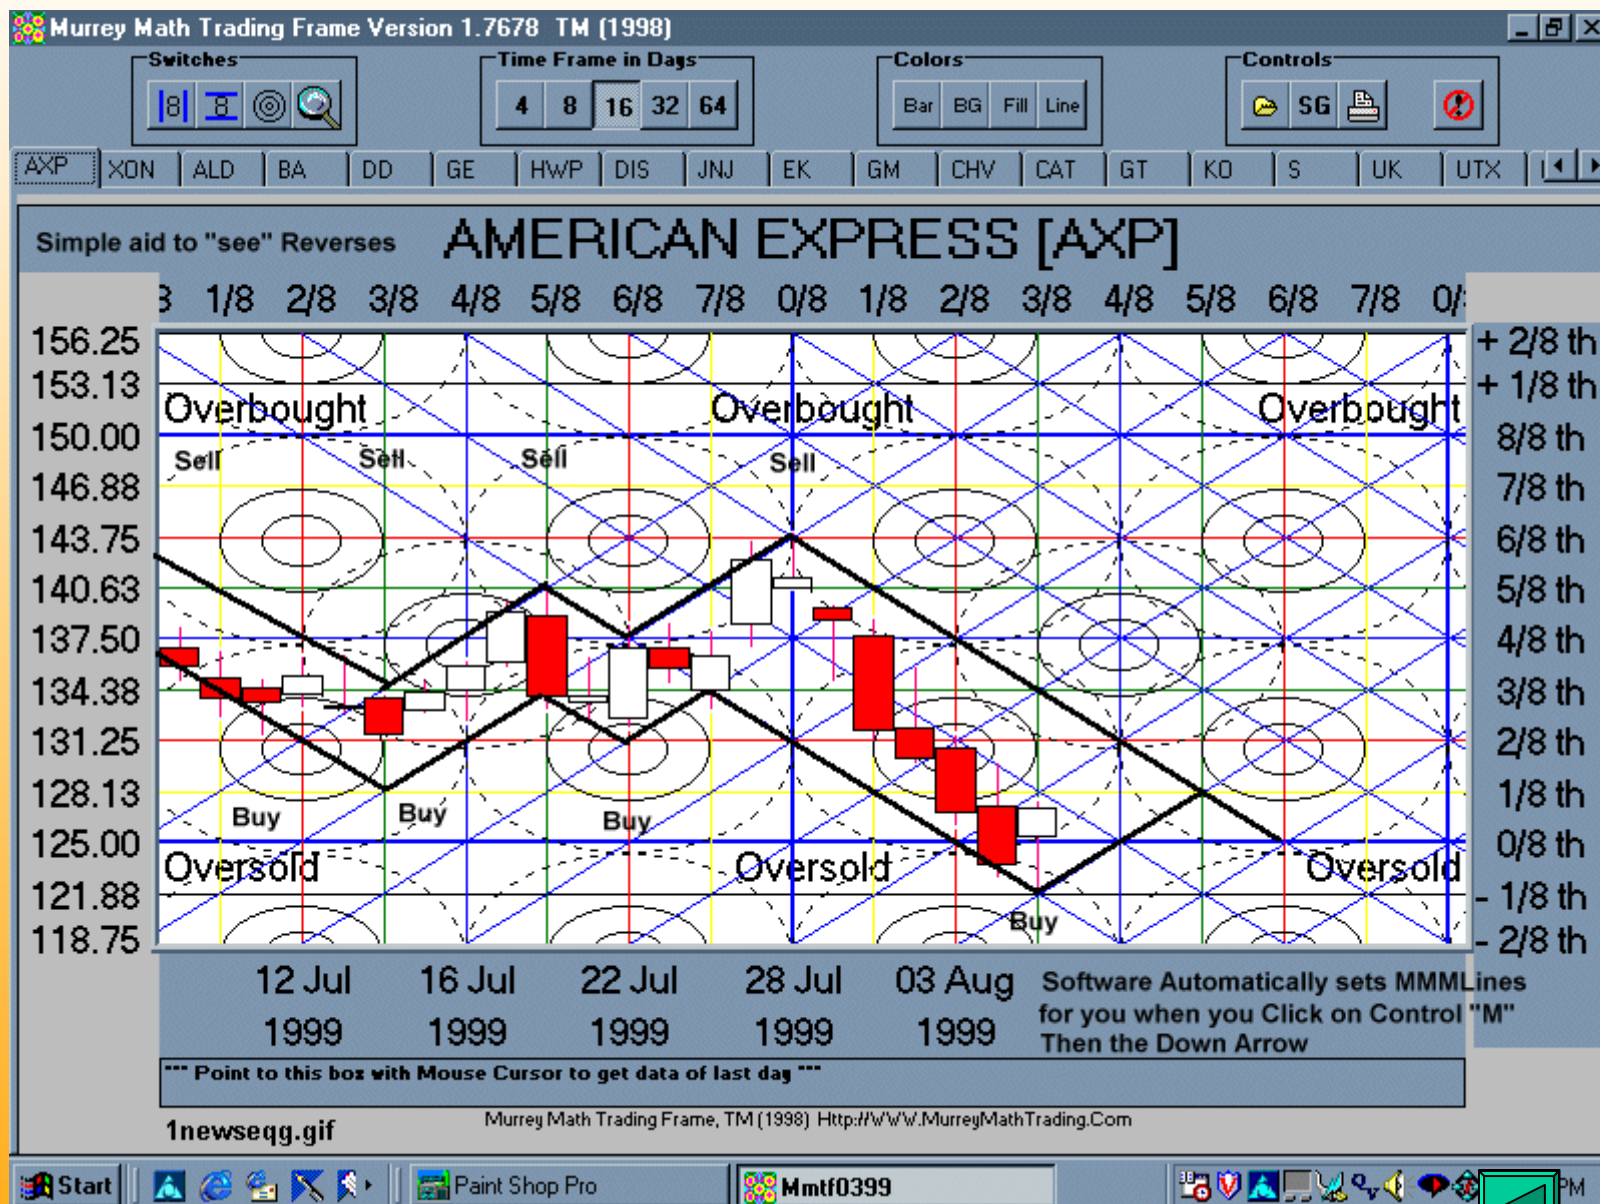 Murrey Math Trading Frame Version 1.7678 TM (1998)
Switches
Time Frame in Days
Colors
Controls
|8| 8
4 8 16 32 64
Bar BG Fill Line
SG
AXP XON ALD BA DD GE HWP DIS JNJ EK GM CHV CAT GT KO S UK UTX
Simple aid to "see" Reverses
AMERICAN EXPRESS [AXP]
1/8 2/8 3/8 4/8 5/8 6/8 7/8 0/8 1/8 2/8 3/8 4/8 5/8 6/8 7/8 0/
156.25 + 2/8 th
153.13 + 1/8 th
Overbought Overbought Overbought
150.00 8/8 th
Sell Sell Sell Sell
146.88 7/8 th
143.75 6/8 th
140.63 5/8 th
137.50 4/8 th
134.38 3/8 th
131.25 2/8 th
128.13 1/8 th
Buy Buy Buy
125.00 0/8 th
Oversold Oversold Oversold
121.88 - 1/8 th
Buy
118.75 - 2/8 th
12 Jul 16 Jul 22 Jul 28 Jul 03 Aug
1999 1999 1999 1999 1999
Software Automatically sets MMMLines
for you when you Click on Control "M"
Then the Down Arrow
*** Point to this box with Mouse Cursor to get data of last day ***
Murrey Math Trading Frame, TM (1998) Http://WWW.MurreyMathTrading.Com
1newseqg.gif
Start Paint Shop Pro Mmtf0399 PM